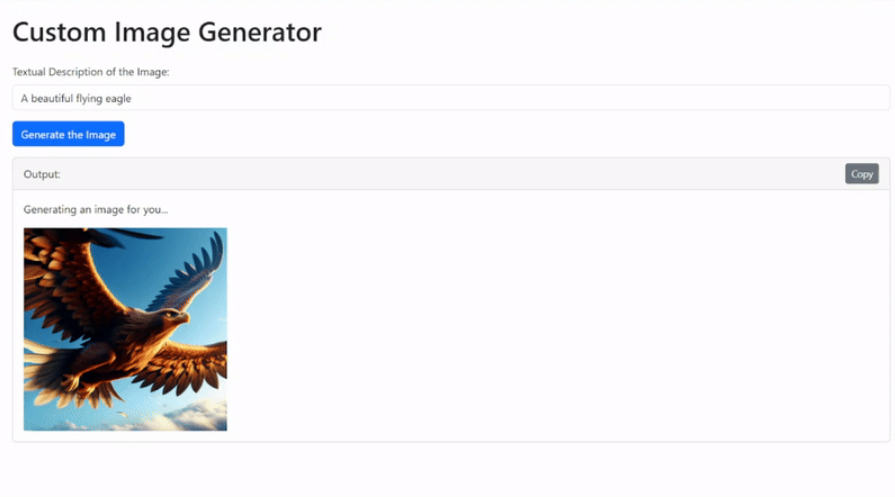 Custom Image Generator
Textual Description of the Image:
A beautiful flying eagle
Generate the Image
Output:
Copy
Generating an image for you...